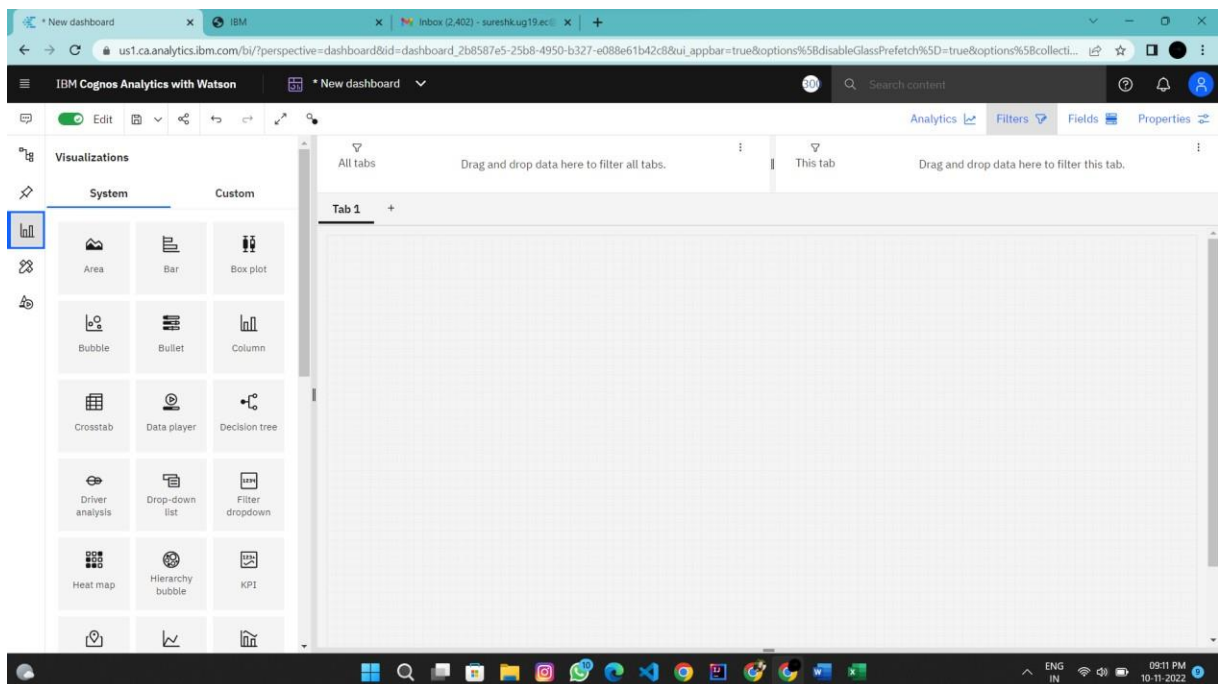 * New dashboard
IBM
Inbox (2,402) - sureshk.ug19.ec@
us1.ca.analytics.ibm.com/bi/?perspective=dashboard&id=dashboard_2b8587e5-25b8-4950-b327-e088e61b42c8&ui_appbar=true&options%5BdisableGlassPrefetch%5D=true&options%5Bcollecti...
IBM Cognos Analytics with Watson
* New dashboard
30
Search content
Edit
Analytics
Filters
Fields
Properties
Visualizations
System
Custom
All tabs
Drag and drop data here to filter all tabs.
This tab
Drag and drop data here to filter this tab.
Tab 1 +
Area
Bar
Box plot
Bubble
Bullet
Column
Crosstab
Data player
Decision tree
Driver
analysis
Drop-down
list
Filter
dropdown
Heat map
Hierarchy
bubble
KPI
ENG
IN
09:11 PM
10-11-2022